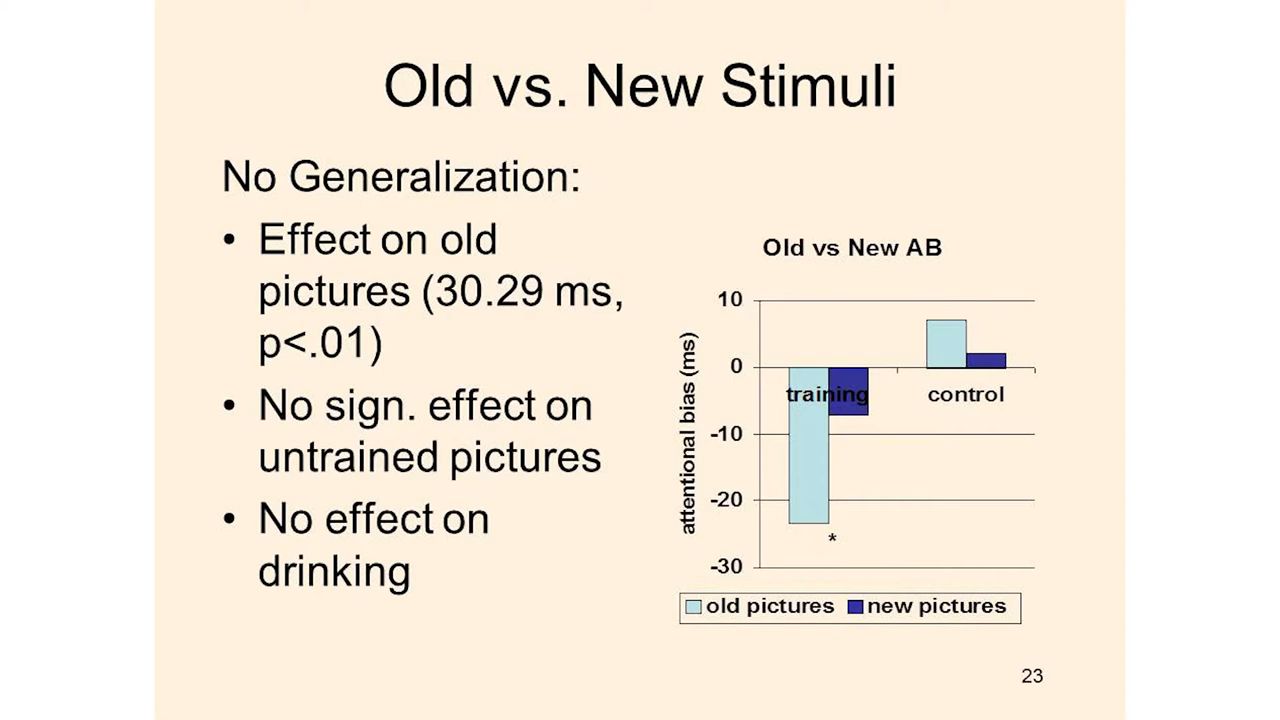 Old vs. New Stimuli
No Generalization:
• Effect on old
pictures (30.29 ms,
p<.01)
• No sign. effect on
untrained pictures
• No effect on
drinking
Old vs New AB
attentional bias (ms)
10
0
-10
-20
-30
training
control
*
old pictures
new pictures
23